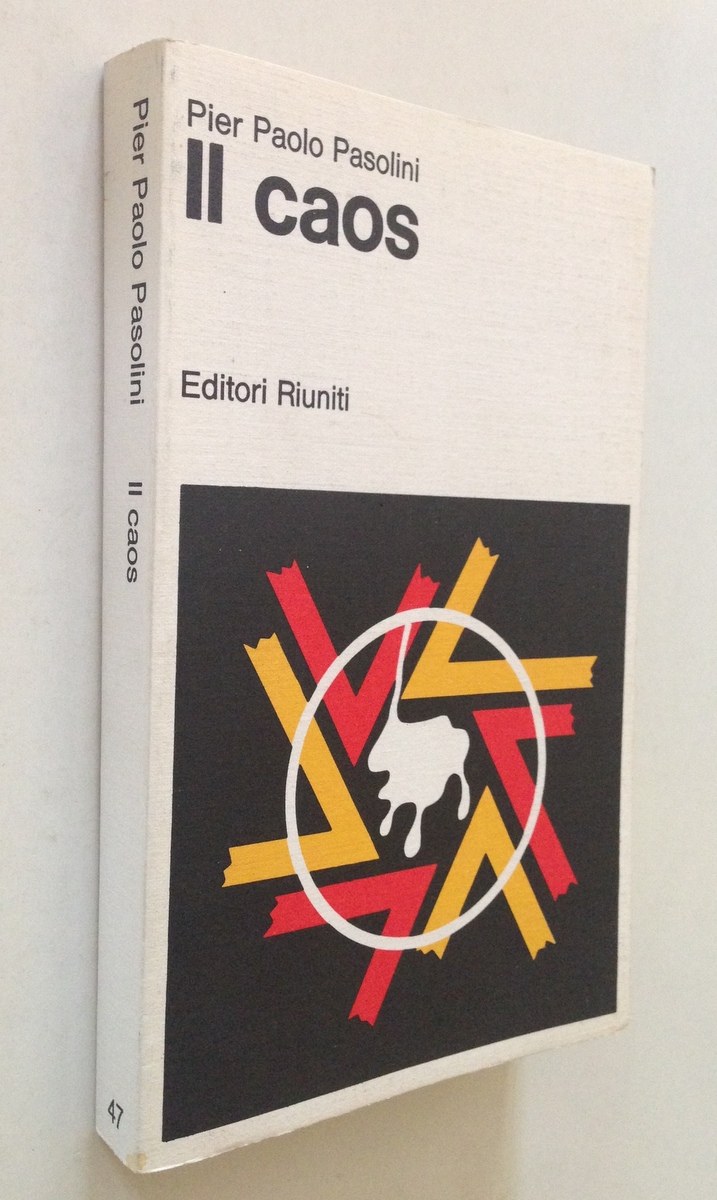 Pier Paolo Pasolini
Il caos
Editori Riuniti
Pier Paolo Pasolini Il caos
47